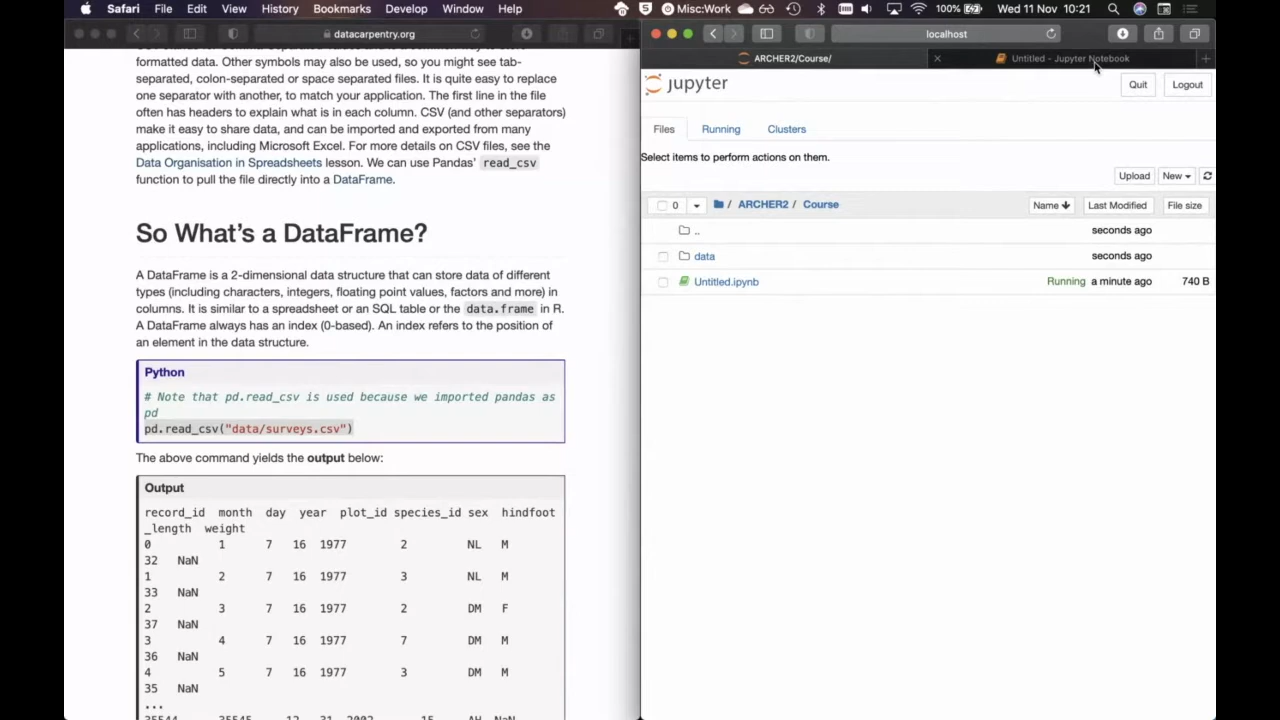 Safari File Edit View History Bookmarks Develop Window Help Misc:Work 100% Wed 11 Nov 10:21
datacarpentry.org
formatted data. Other symbols may also be used, so you might see tab-
separated, colon-separated or space separated files. It is quite easy to replace
one separator with another, to match your application. The first line in the file
often has headers to explain what is in each column. CSV (and other separators)
make it easy to share data, and can be imported and exported from many
applications, including Microsoft Excel. For more details on CSV files, see the
Data Organisation in Spreadsheets lesson. We can use Pandas' read_csv
function to pull the file directly into a DataFrame.
So What's a DataFrame?
A DataFrame is a 2-dimensional data structure that can store data of different
types (including characters, integers, floating point values, factors and more) in
columns. It is similar to a spreadsheet or an SQL table or the data.frame in R.
A DataFrame always has an index (0-based). An index refers to the position of
an element in the data structure.
Python
# Note that pd.read_csv is used because we imported pandas as
pd
pd.read_csv("data/surveys.csv")
The above command yields the output below:
Output
record_id month day year plot_id species_id sex hindfoot
_length weight
0 1 7 16 1977 2 NL M
32 NaN
1 2 7 16 1977 3 NL M
33 NaN
2 3 7 16 1977 2 DM F
37 NaN
3 4 7 16 1977 7 DM M
36 NaN
4 5 7 16 1977 3 DM M
35 NaN
...
35544 35545 12 31 2002 15 AH NaN
localhost
ARCHER2/Course/ Untitled - Jupyter Notebook
jupyter Quit Logout
Files Running Clusters
Select items to perform actions on them.
Upload New
0 / ARCHER2 / Course Name Last Modified File size
.. seconds ago
data seconds ago
Untitled.ipynb Running a minute ago 740 B